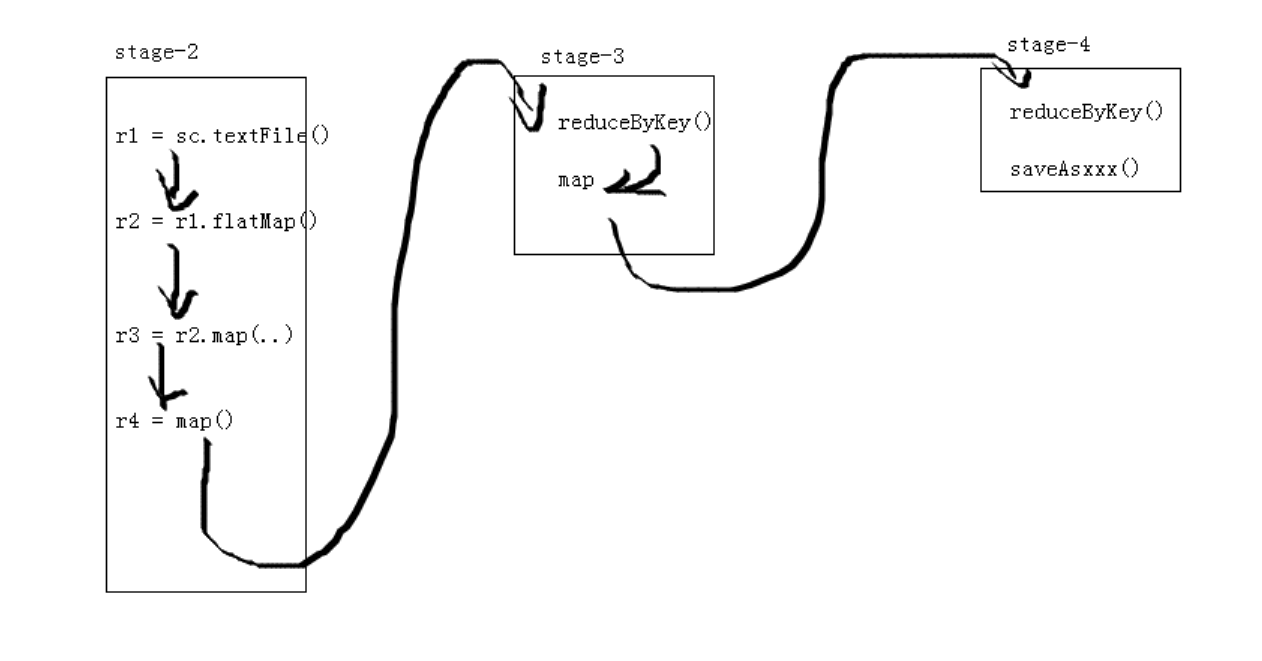 stage-2
r1 = sc.textFile()
r2 = r1.flatMap()
r3 = r2.map(..)
r4 = map()
stage-3
reduceByKey()
map
stage-4
reduceByKey()
saveAsxxx()